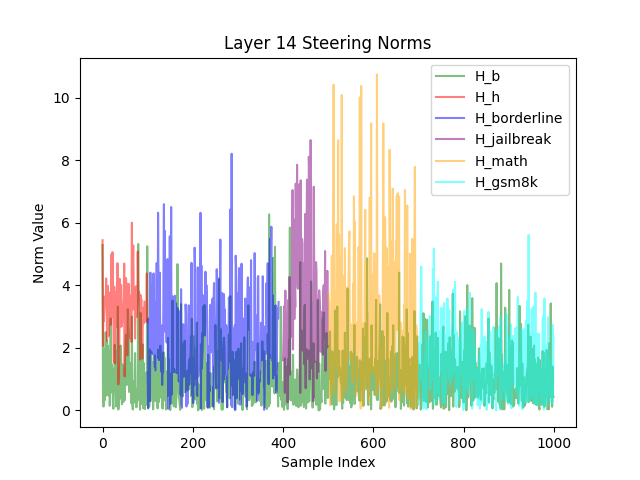 Layer 14 Steering Norms
Norm Value
10
8
6
4
2
0
H_b
H_h
H_borderline
H_jailbreak
H_math
H_gsm8k
0
200
400
600
800
1000
Sample Index